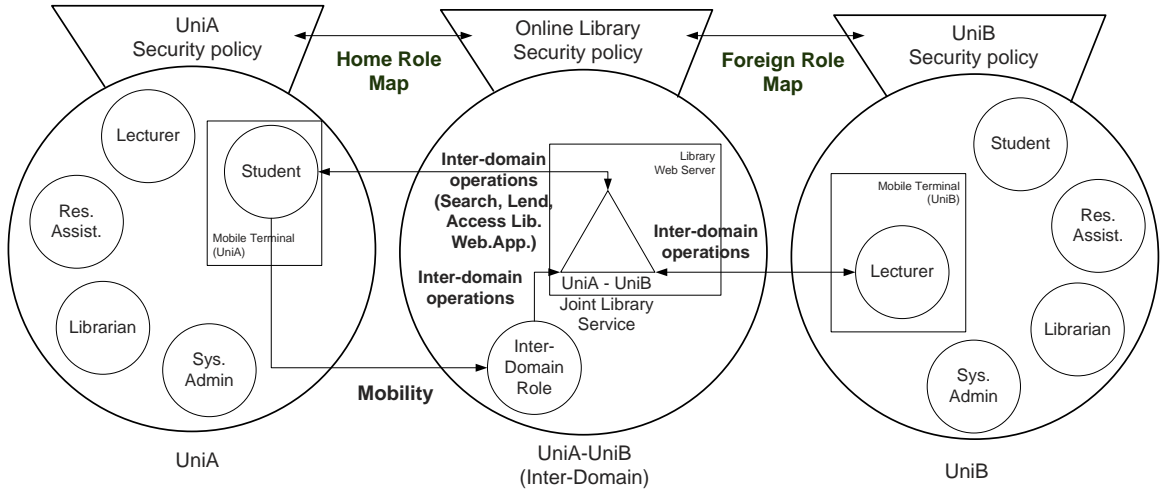 UniA
Security policy
Home Role
Map
Online Library
Security policy
Foreign Role
Map
UniB
Security policy
Lecturer
Student
Res.
Assist.
Mobile Terminal
(UniA)
Librarian
Sys.
Admin
Mobility
UniA
Inter-domain
operations
(Search, Lend,
Access Lib.
Web.App.)
Library
Web Server
Inter-domain
operations
Inter-domain
operations
UniA - UniB
Joint Library
Service
Inter-
Domain
Role
UniA-UniB
(Inter-Domain)
Student
Mobile Terminal
(UniB)
Res.
Assist.
Lecturer
Librarian
Sys.
Admin
UniB